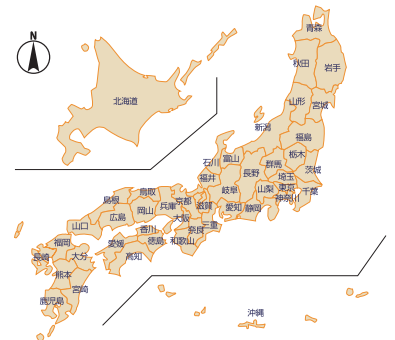 N
青森
秋田
岩手
北海道
山形
宮城
新潟
福島
石川
富山
栃木
群馬
長野
茨城
福井
埼玉
岐阜
山梨
東京
千葉
神奈川
鳥取
島根
兵庫
京都
滋賀
愛知
静岡
岡山
広島
大阪
三重
山口
香川
奈良
愛媛
徳島
和歌山
福岡
高知
大分
長崎
熊本
宮崎
鹿児島
沖縄